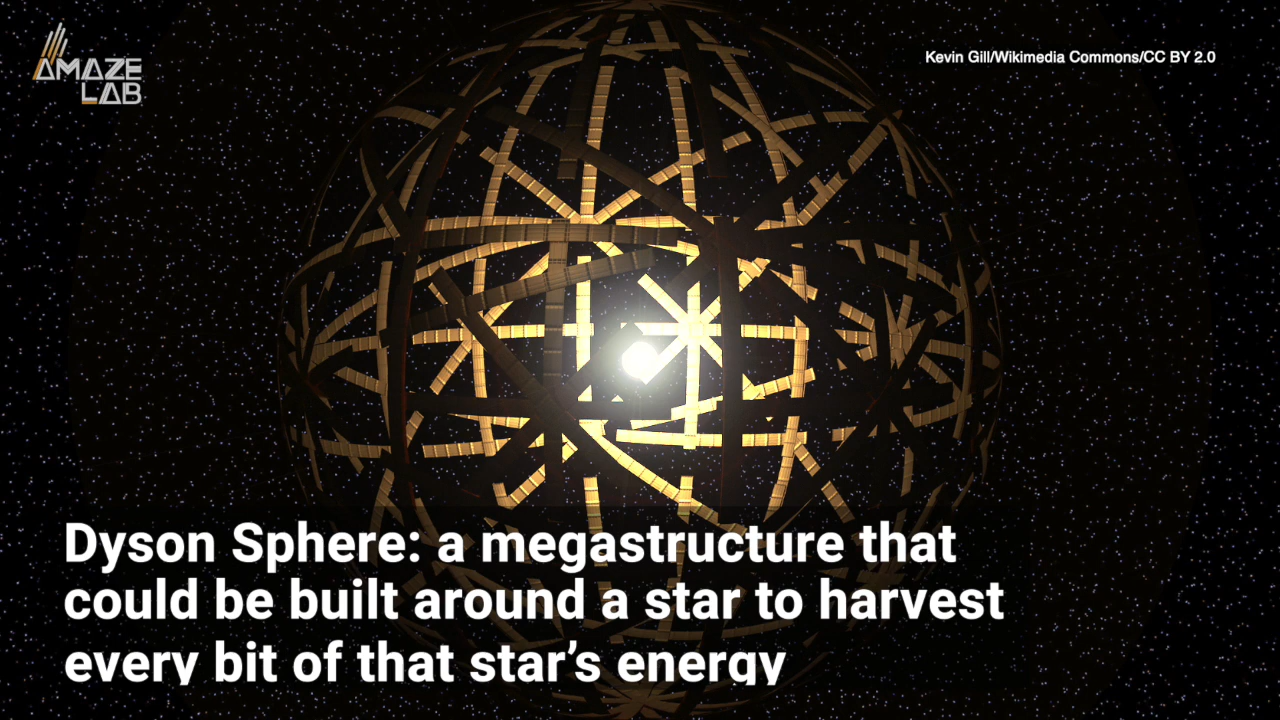 AMAZE
LAB
Kevin Gill/Wikimedia Commons/CC BY 2.0
Dyson Sphere: a megastructure that
could be built around a star to harvest
every bit of that star’s energy